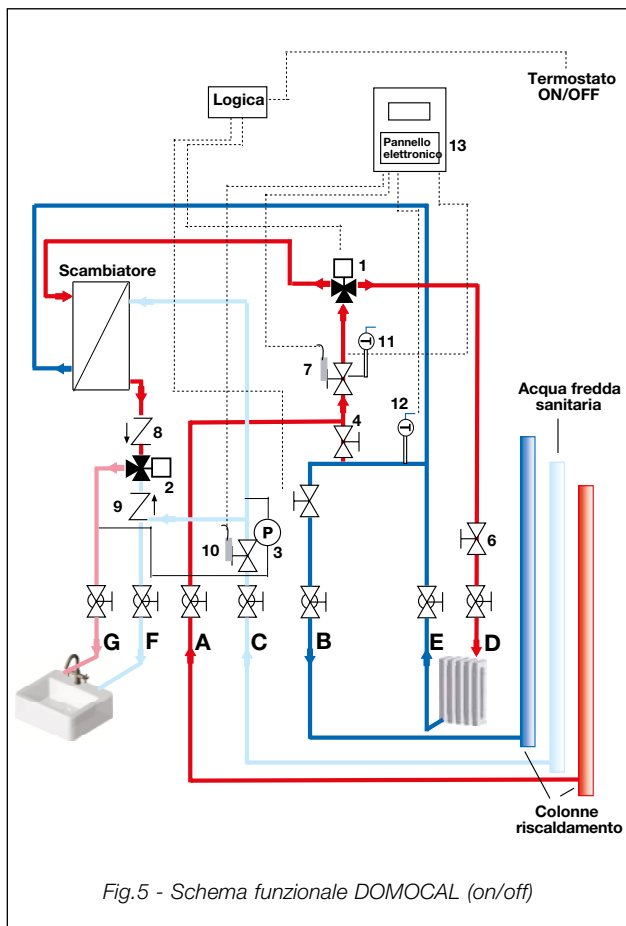 Termostato
ON/OFF
Logica
Pannello
elettronico
13
1
Scambiatore
11
T
7
12
T
4
Acqua fredda
sanitaria
8
2
9
P
10
3
6
G
F
A
C
B
E
D
Colonne
riscaldamento
Fig.5 - Schema funzionale DOMOCAL (on/off)